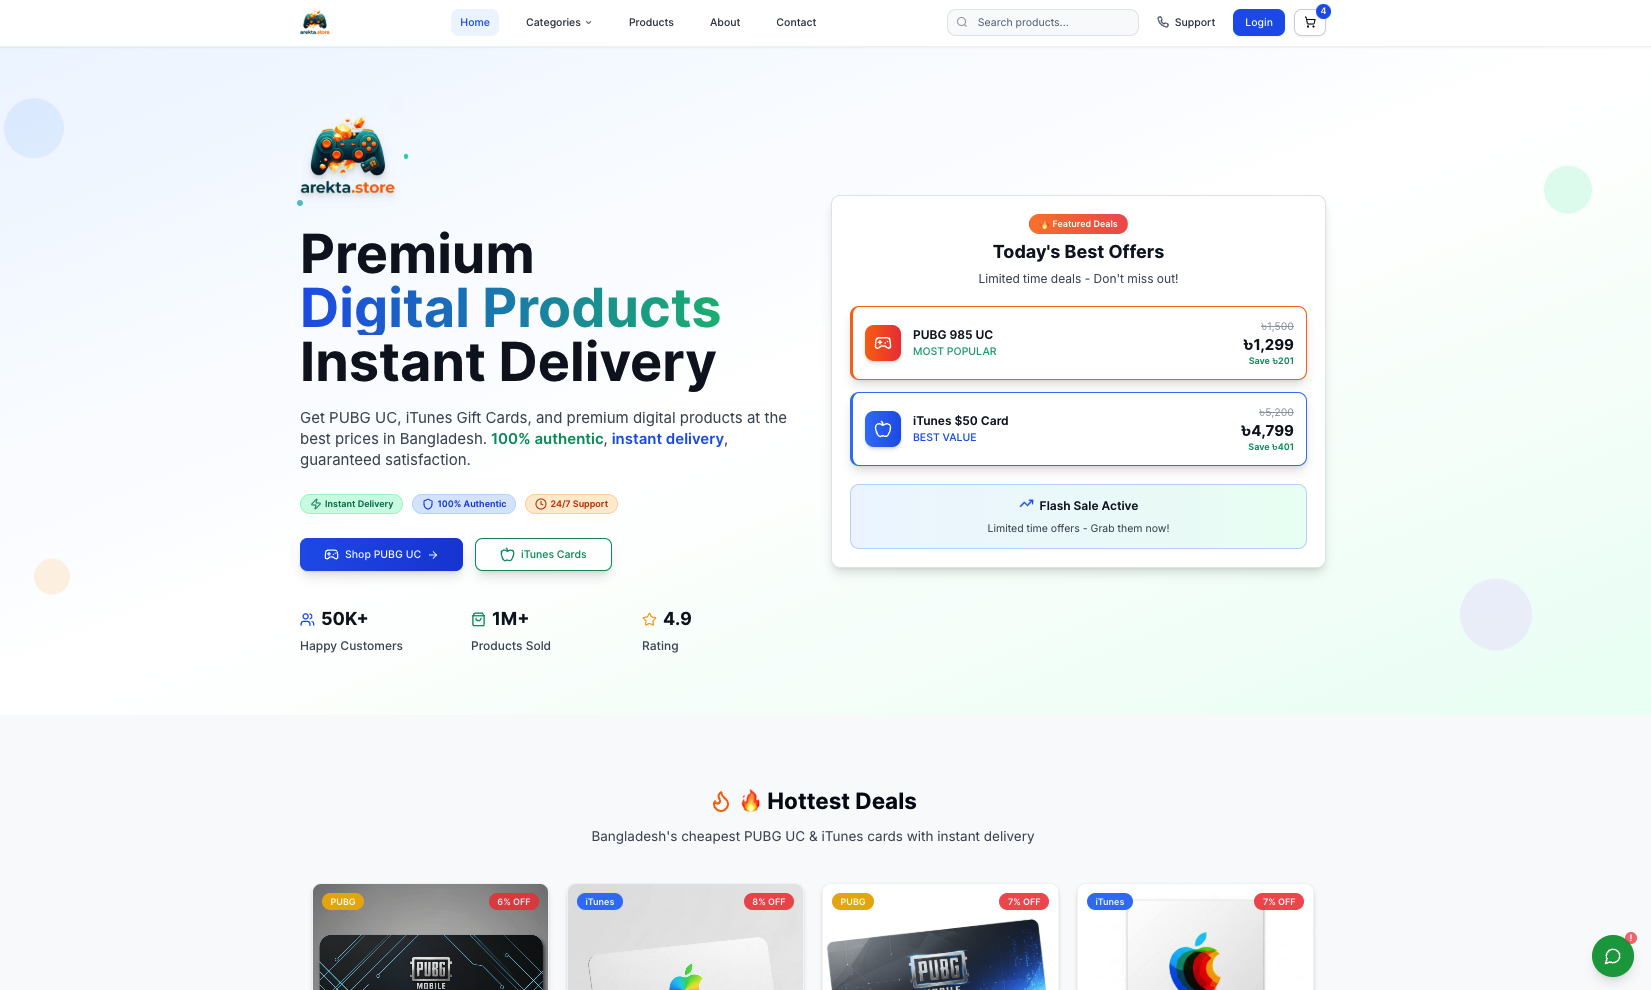 arekta.store
Home
Categories
Products
About
Contact
Search products...
Support
Login
4
arekta.store
Premium
Digital Products
Instant Delivery
Get PUBG UC, iTunes Gift Cards, and premium digital products at the
best prices in Bangladesh. 100% authentic, instant delivery,
guaranteed satisfaction.
Instant Delivery
100% Authentic
24/7 Support
Shop PUBG UC
iTunes Cards
50K+
Happy Customers
1M+
Products Sold
4.9
Rating
🔥 Featured Deals
Today's Best Offers
Limited time deals - Don't miss out!
PUBG 985 UC
MOST POPULAR
৳1,500
৳1,299
Save ৳201
iTunes $50 Card
BEST VALUE
৳5,200
৳4,799
Save ৳401
Flash Sale Active
Limited time offers - Grab them now!
🔥 Hottest Deals
Bangladesh's cheapest PUBG UC & iTunes cards with instant delivery
PUBG
6% OFF
PUBG
MOBILE
iTunes
8% OFF
PUBG
7% OFF
PUBG
MOBILE
iTunes
7% OFF
!